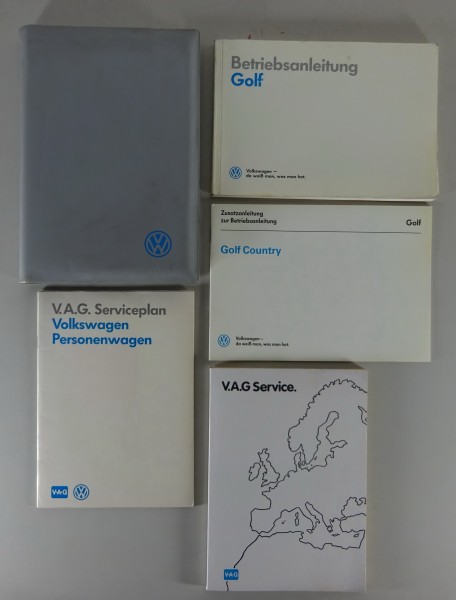 Betriebsanleitung
Golf
Volkswagen –
da weiß man, was man hat.
Zusatzanleitung
zur Betriebsanleitung
Golf
Golf Country
Volkswagen –
da weiß man, was man hat.
V.A.G. Serviceplan
Volkswagen
Personenwagen
V·A·G
V.A.G Service.
V·A·G